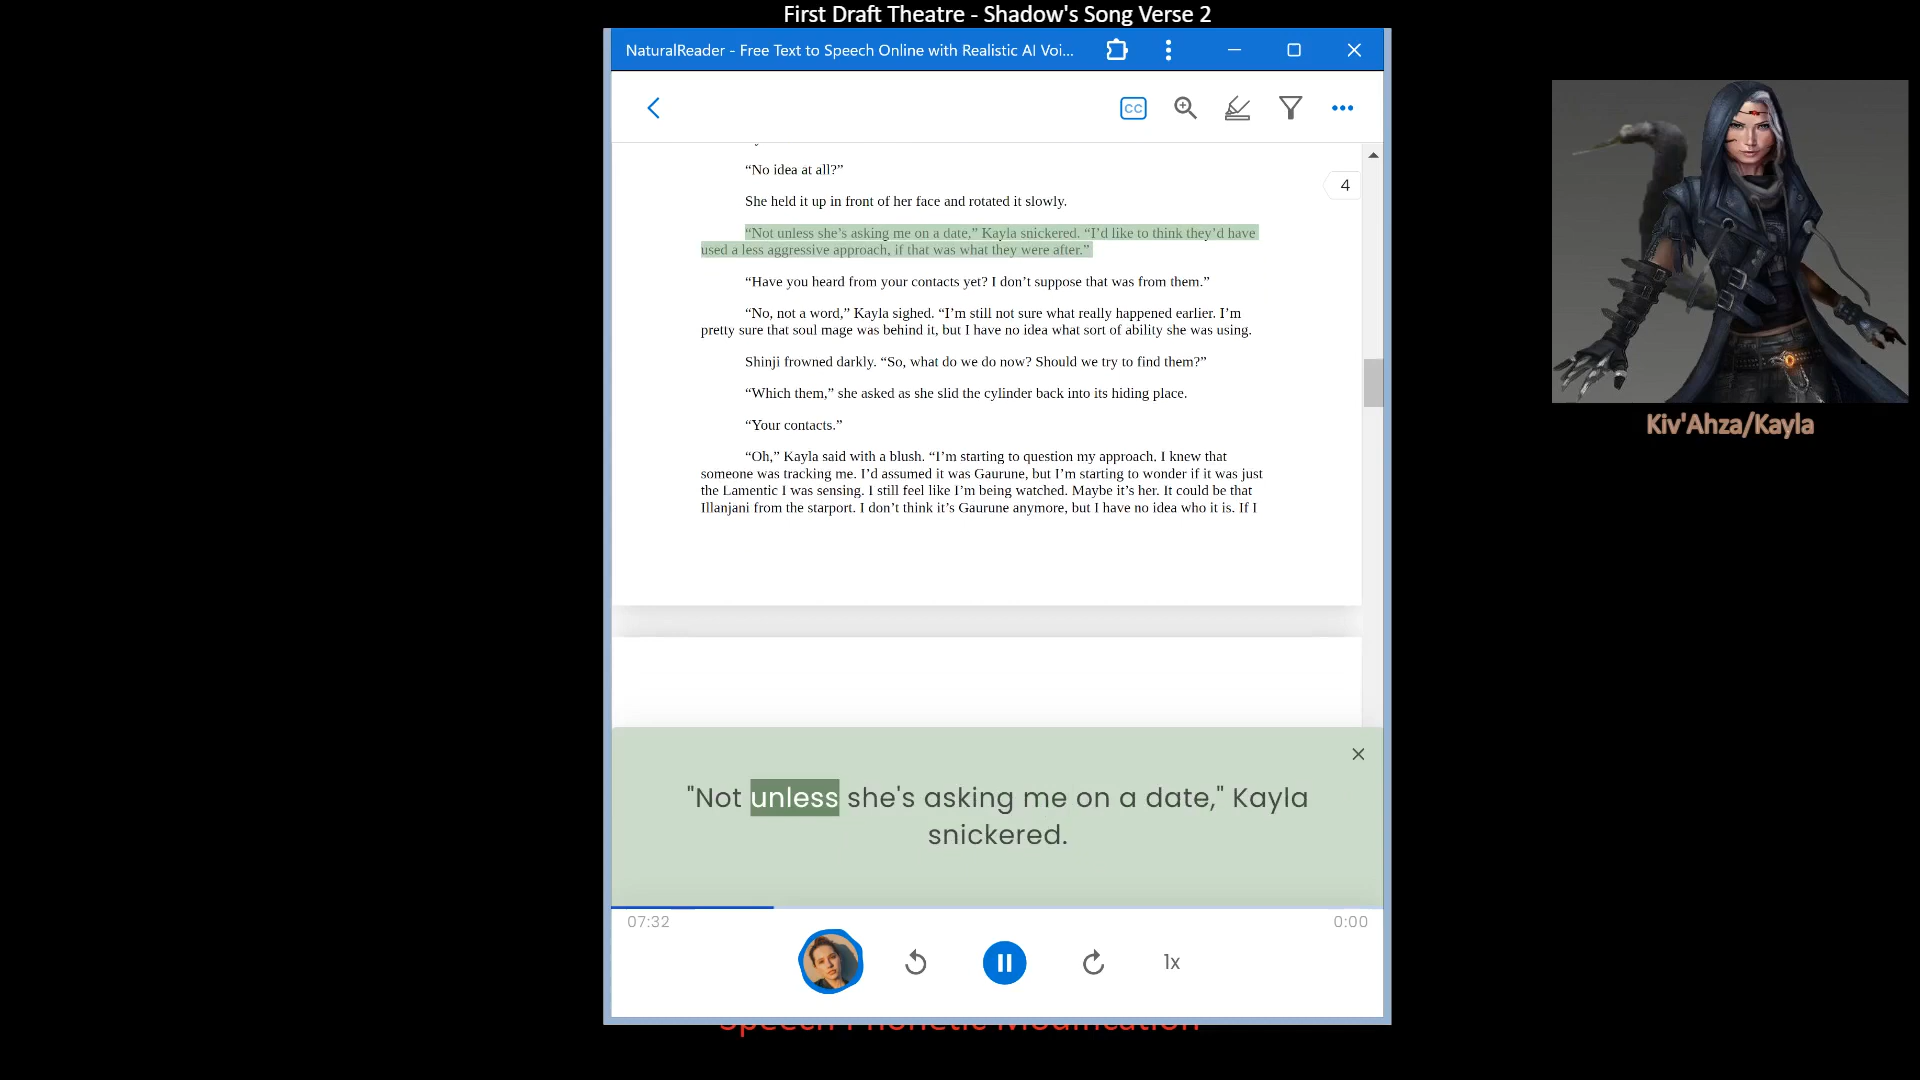 First Draft Theatre - Shadow's Song Verse 2
NaturalReader - Free Text to Speech Online with Realistic AI Voi...
CC
“No idea at all?”
4
She held it up in front of her face and rotated it slowly.
“Not unless she’s asking me on a date,” Kayla snickered. “I’d like to think they’d have
used a less aggressive approach, if that was what they were after.”
“Have you heard from your contacts yet? I don’t suppose that was from them.”
“No, not a word,” Kayla sighed. “I’m still not sure what really happened earlier. I’m
pretty sure that soul mage was behind it, but I have no idea what sort of ability she was using.
Shinji frowned darkly. “So, what do we do now? Should we try to find them?”
“Which them,” she asked as she slid the cylinder back into its hiding place.
“Your contacts.”
“Oh,” Kayla said with a blush. “I’m starting to question my approach. I knew that
someone was tracking me. I’d assumed it was Gaurune, but I’m starting to wonder if it was just
the Lamentic I was sensing. I still feel like I’m being watched. Maybe it’s her. It could be that
Illanjani from the starport. I don’t think it’s Gaurune anymore, but I have no idea who it is. If I
Kiv'Ahza/Kayla
"Not unless she's asking me on a date," Kayla
snickered.
07:32
0:00
1x
Speech Phonetic Modification